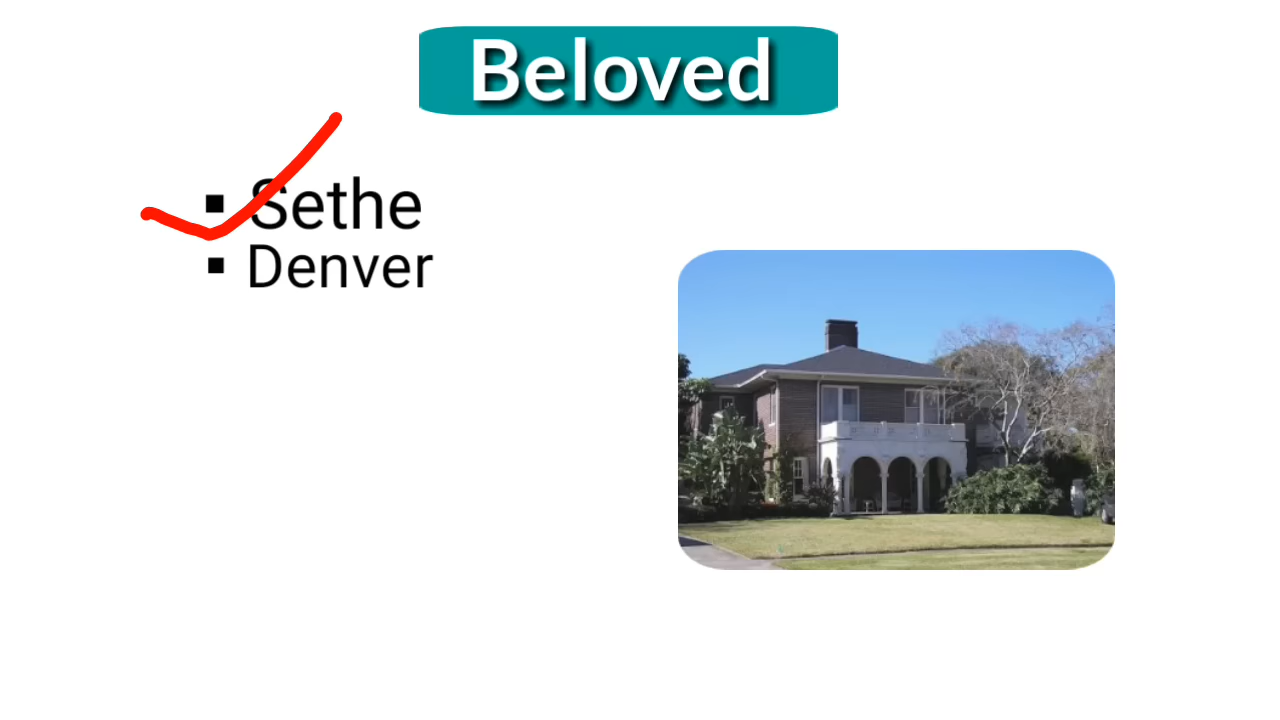 Beloved
▪ Sethe
▪ Denver